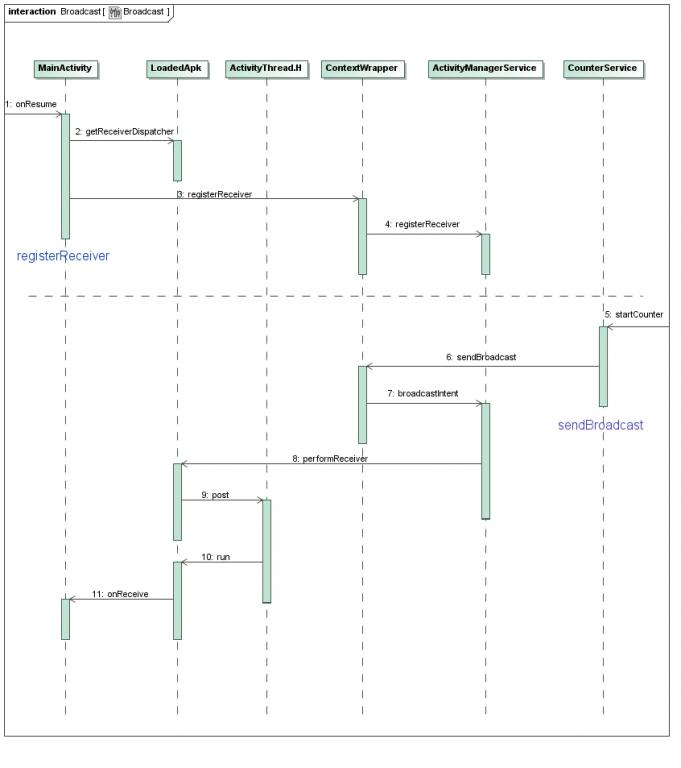 interaction Broadcast[ Broadcast ]
MainActivity LoadedApk ActivityThread.H ContextWrapper ActivityManagerService CounterService
1: onResume
2: getReceiverDispatcher
3: registerReceiver
4: registerReceiver
registerReceiver
5: startCounter
6: sendBroadcast
7: broadcastIntent
sendBroadcast
8: performReceiver
9: post
10: run
11: onReceive